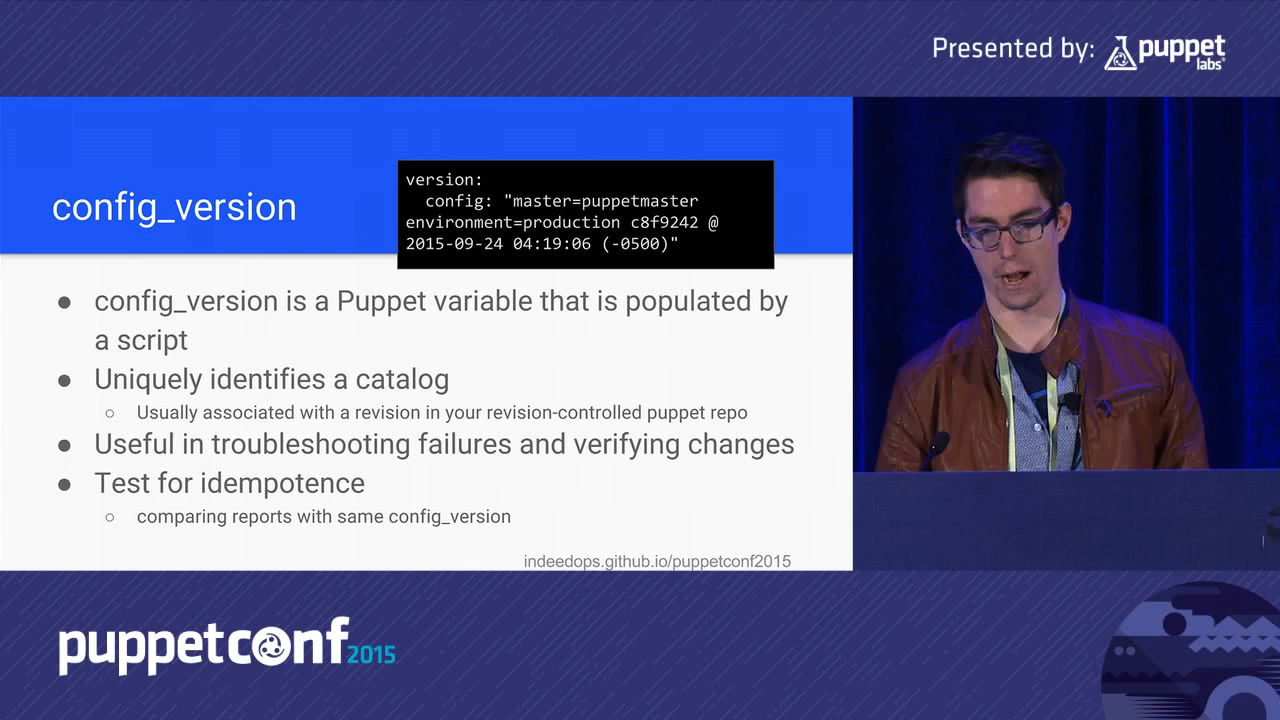 Presented by: puppet labs
config_version
version:
config: "master=puppetmaster
environment=production c8f9242 @
2015-09-24 04:19:06 (-0500)"
● config_version is a Puppet variable that is populated by
a script
● Uniquely identifies a catalog
○ Usually associated with a revision in your revision-controlled puppet repo
● Useful in troubleshooting failures and verifying changes
● Test for idempotence
○ comparing reports with same config_version
indeedops.github.io/puppetconf2015
puppetconf 2015